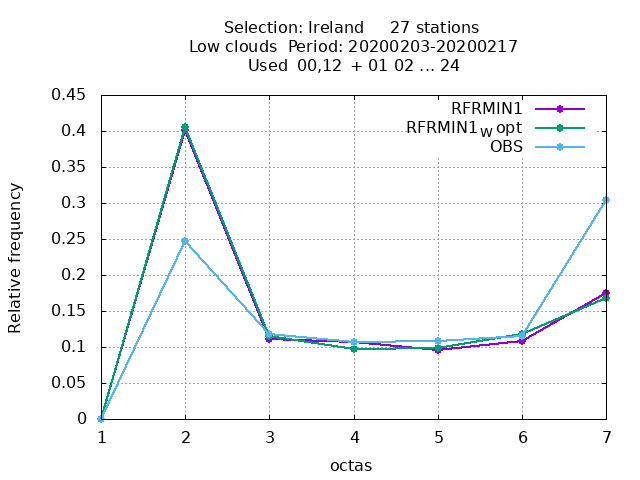 Selection: Ireland 27 stations
Low clouds Period: 20200203-20200217
Used 00,12 + 01 02 ... 24
RFRMIN1
RFRMIN1w opt
OBS
Relative frequency
0.45
0.4
0.35
0.3
0.25
0.2
0.15
0.1
0.05
0
1 2 3 4 5 6 7
octas